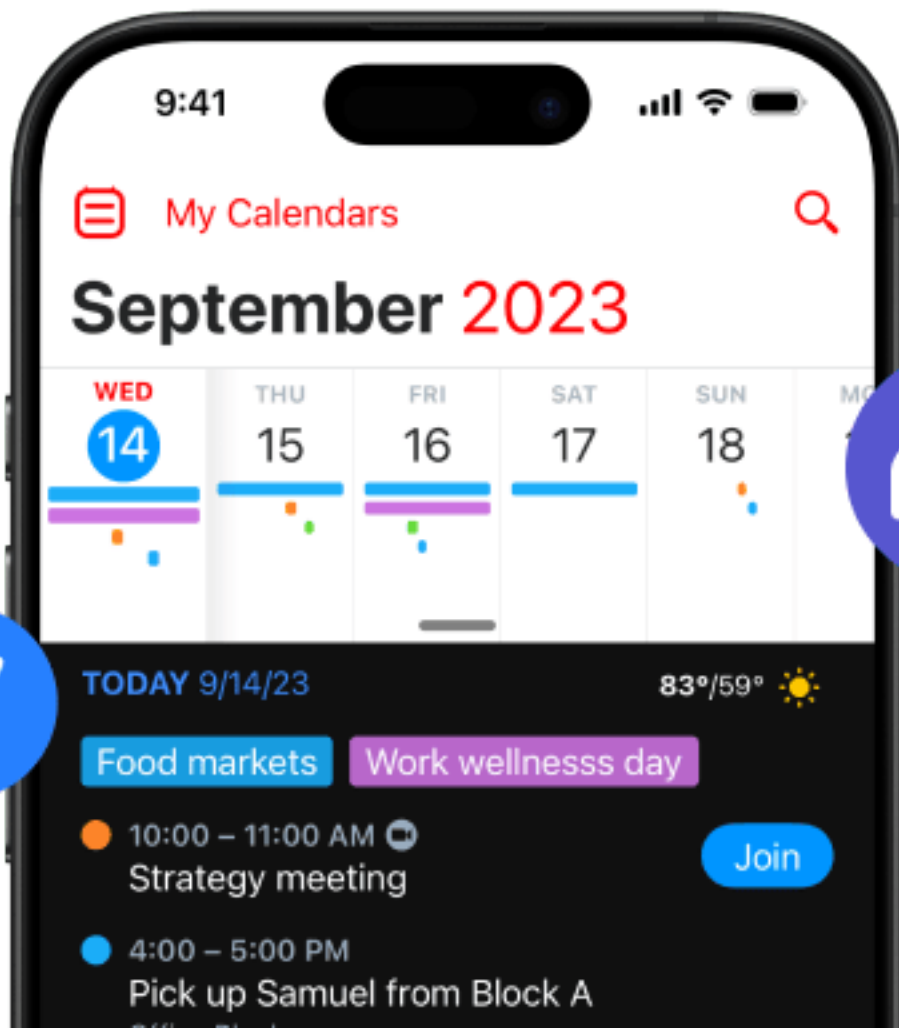 9:41
My Calendars
September 2023
WED THU FRI SAT SUN
14 15 16 17 18
TODAY 9/14/23 83°/59°
Food markets Work wellnesss day
10:00 – 11:00 AM
Strategy meeting Join
4:00 – 5:00 PM
Pick up Samuel from Block A